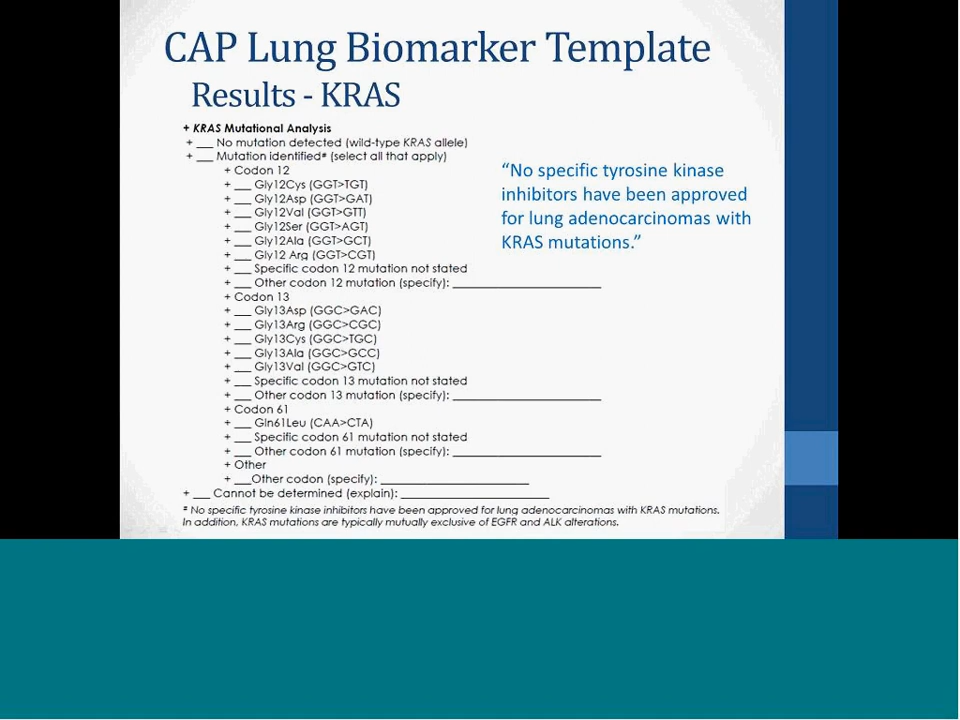 CAP Lung Biomarker Template
Results - KRAS
+ KRAS Mutational Analysis
+ ___ No mutation detected (wild-type KRAS allele)
+ ___ Mutation identified# (select all that apply)
+ Codon 12
+ ___ Gly12Cys (GGT>TGT)
+ ___ Gly12Asp (GGT>GAT)
+ ___ Gly12Val (GGT>GTT)
+ ___ Gly12Ser (GGT>AGT)
+ ___ Gly12Ala (GGT>GCT)
+ ___ Gly12 Arg (GGT>CGT)
+ ___ Specific codon 12 mutation not stated
+ ___ Other codon 12 mutation (specify): _________________________
+ Codon 13
+ ___ Gly13Asp (GGC>GAC)
+ ___ Gly13Arg (GGC>CGC)
+ ___ Gly13Cys (GGC>TGC)
+ ___ Gly13Ala (GGC>GCC)
+ ___ Gly13Val (GGC>GTC)
+ ___ Specific codon 13 mutation not stated
+ ___ Other codon 13 mutation (specify): _________________________
+ Codon 61
+ ___ Gln61Leu (CAA>CTA)
+ ___ Specific codon 61 mutation not stated
+ ___ Other codon 61 mutation (specify): _________________________
+ Other
+ ___Other codon (specify): _________________________
+ ___ Cannot be determined (explain): _________________________
# No specific tyrosine kinase inhibitors have been approved for lung adenocarcinomas with KRAS mutations.
In addition, KRAS mutations are typically mutually exclusive of EGFR and ALK alterations.
“No specific tyrosine kinase
inhibitors have been approved
for lung adenocarcinomas with
KRAS mutations.”